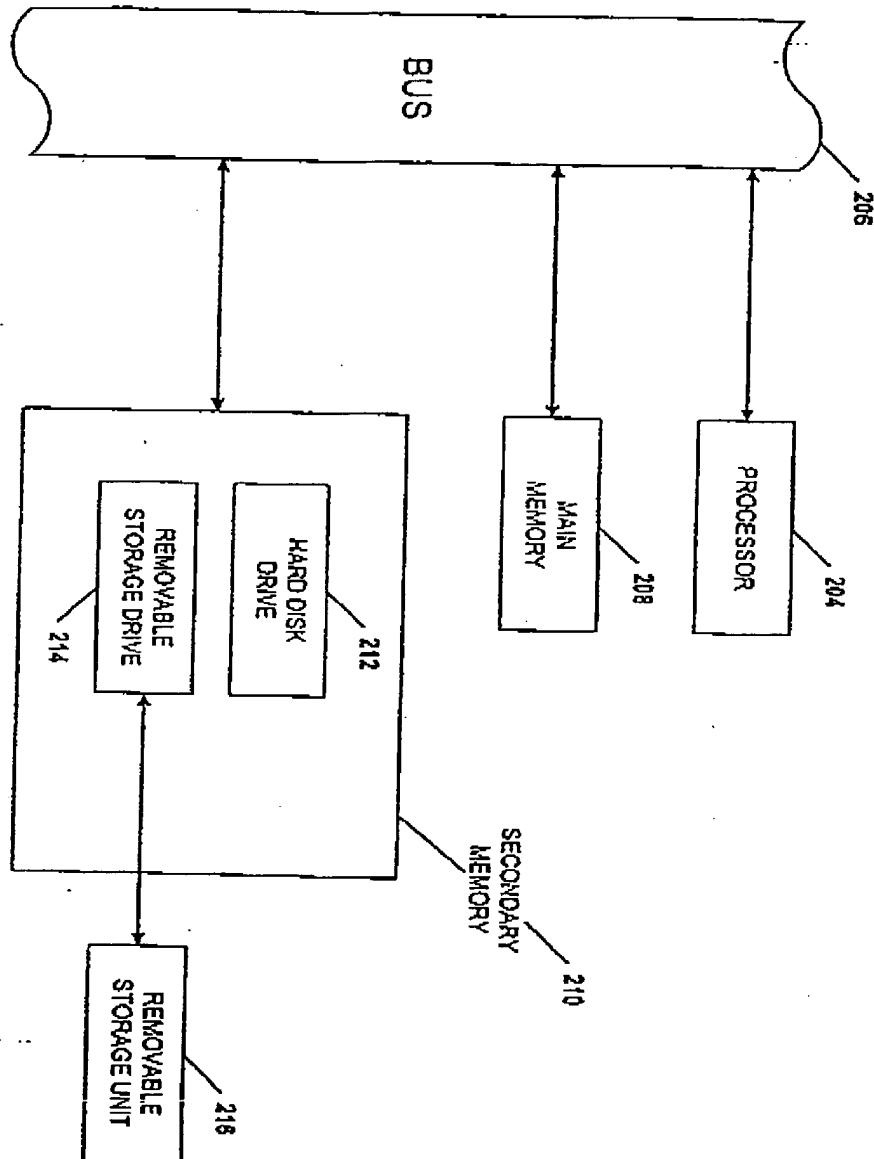 BUS
206
PROCESSOR
204
MAIN
MEMORY
208
SECONDARY
MEMORY
210
HARD DISK
DRIVE
212
REMOVABLE
STORAGE DRIVE
214
REMOVABLE
STORAGE UNIT